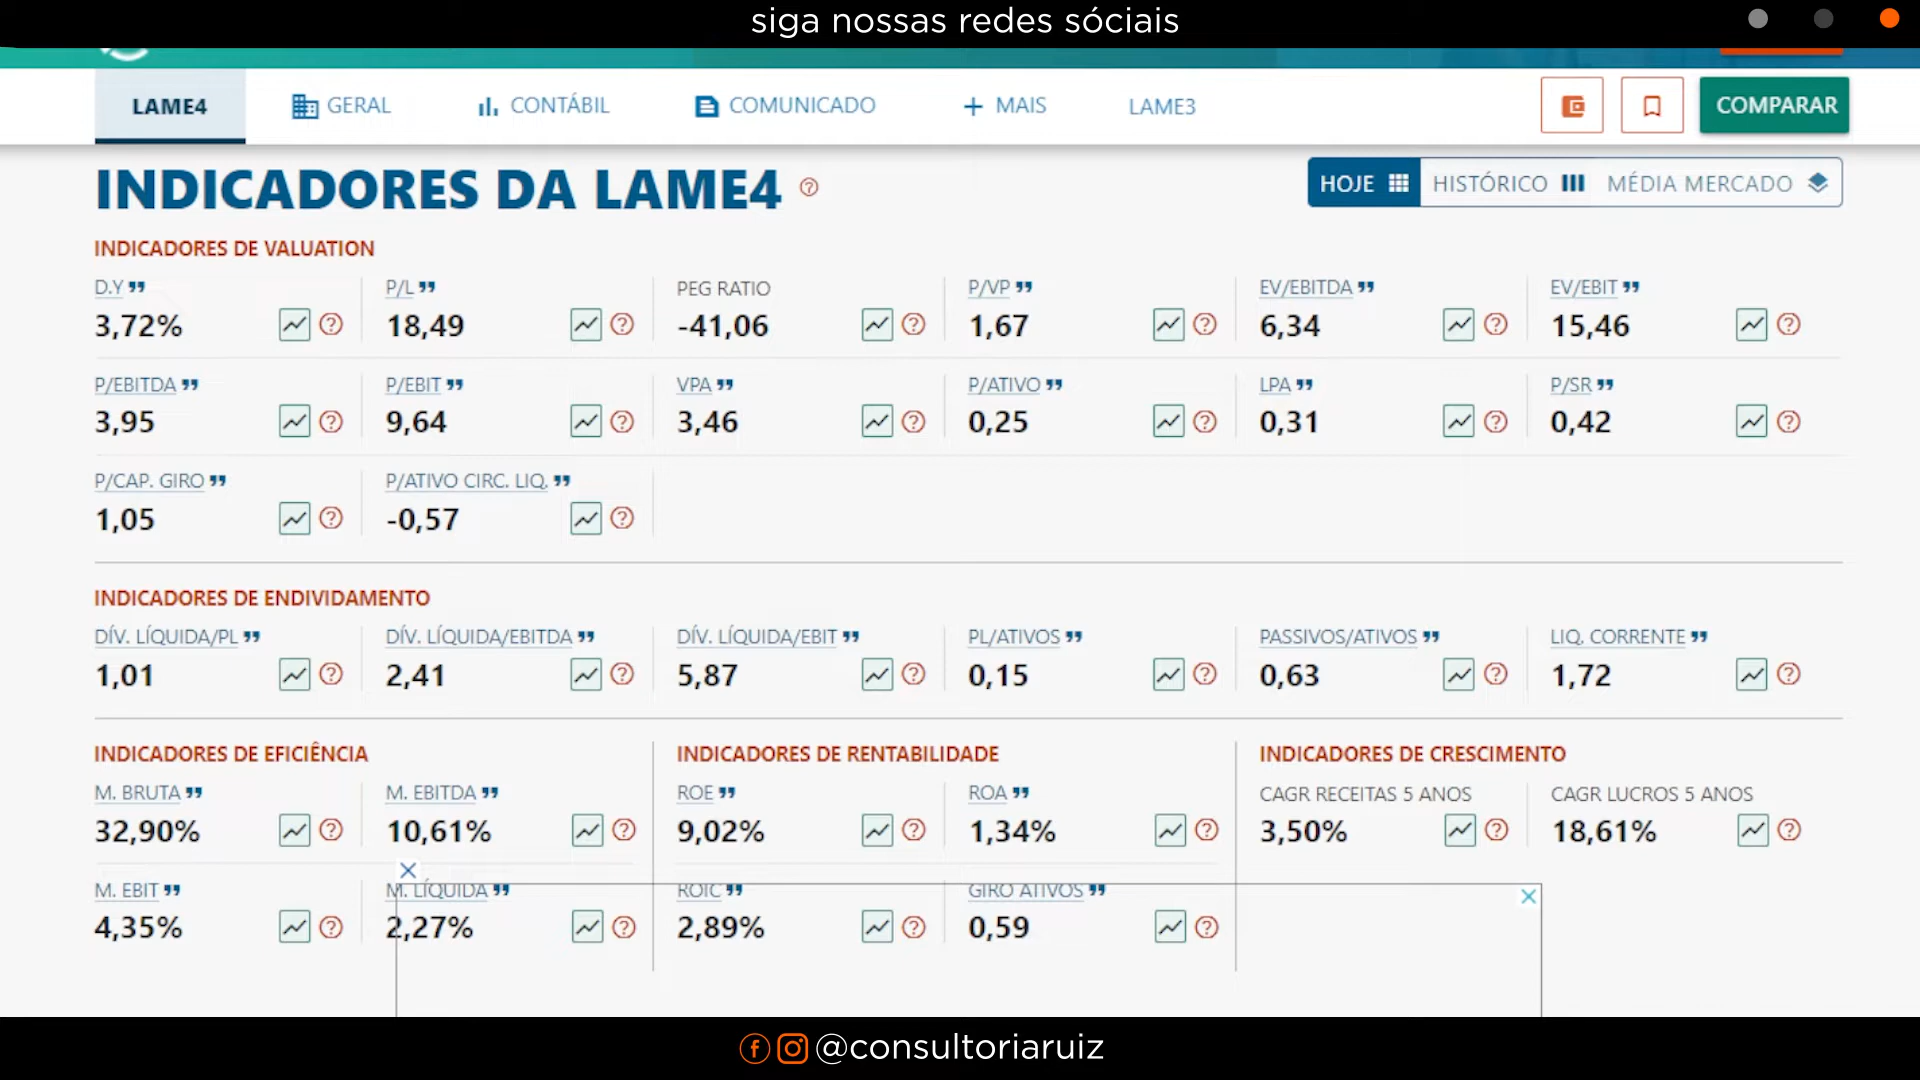 siga nossas redes sóciais
LAME4 GERAL CONTÁBIL COMUNICADO + MAIS LAME3 COMPARAR
INDICADORES DA LAME4 HOJE HISTÓRICO MÉDIA MERCADO
INDICADORES DE VALUATION
D.Y P/L PEG RATIO P/VP EV/EBITDA EV/EBIT
3,72% 18,49 -41,06 1,67 6,34 15,46
P/EBITDA P/EBIT VPA P/ATIVO LPA P/SR
3,95 9,64 3,46 0,25 0,31 0,42
P/CAP. GIRO P/ATIVO CIRC. LIQ.
1,05 -0,57
INDICADORES DE ENDIVIDAMENTO
DÍV. LÍQUIDA/PL DÍV. LÍQUIDA/EBITDA DÍV. LÍQUIDA/EBIT PL/ATIVOS PASSIVOS/ATIVOS LIQ. CORRENTE
1,01 2,41 5,87 0,15 0,63 1,72
INDICADORES DE EFICIÊNCIA INDICADORES DE RENTABILIDADE INDICADORES DE CRESCIMENTO
M. BRUTA M. EBITDA ROE ROA CAGR RECEITAS 5 ANOS CAGR LUCROS 5 ANOS
32,90% 10,61% 9,02% 1,34% 3,50% 18,61%
M. EBIT M. LÍQUIDA ROIC GIRO ATIVOS
4,35% 2,27% 2,89% 0,59
@consultoriaruiz